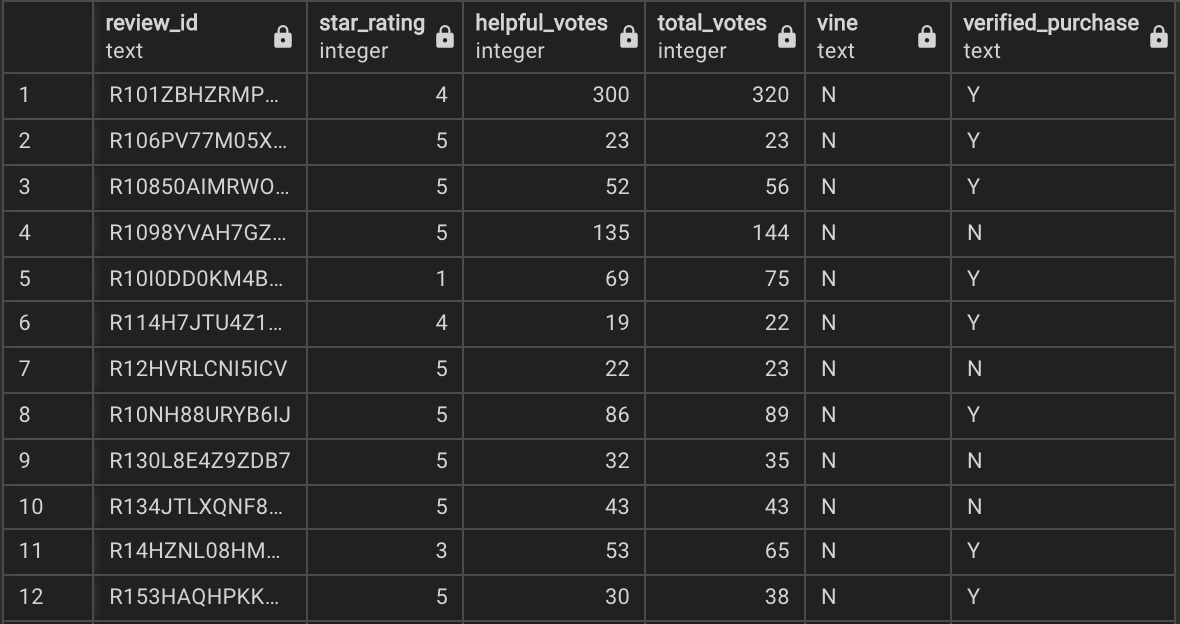 review_id star_rating helpful_votes total_votes vine verified_purchase
text integer integer integer text text
1 R101ZBHZRMP... 4 300 320 N Y
2 R106PV77M05X... 5 23 23 N Y
3 R10850AIMRWO... 5 52 56 N Y
4 R1098YVAH7GZ... 5 135 144 N N
5 R10I0DD0KM4B... 1 69 75 N Y
6 R114H7JTU4Z1... 4 19 22 N Y
7 R12HVRLCNI5ICV 5 22 23 N N
8 R10NH88URYB6IJ 5 86 89 N Y
9 R130L8E4Z9ZDB7 5 32 35 N N
10 R134JTLXQNF8... 5 43 43 N N
11 R14HZNL08HM... 3 53 65 N Y
12 R153HAQHPKK... 5 30 38 N Y